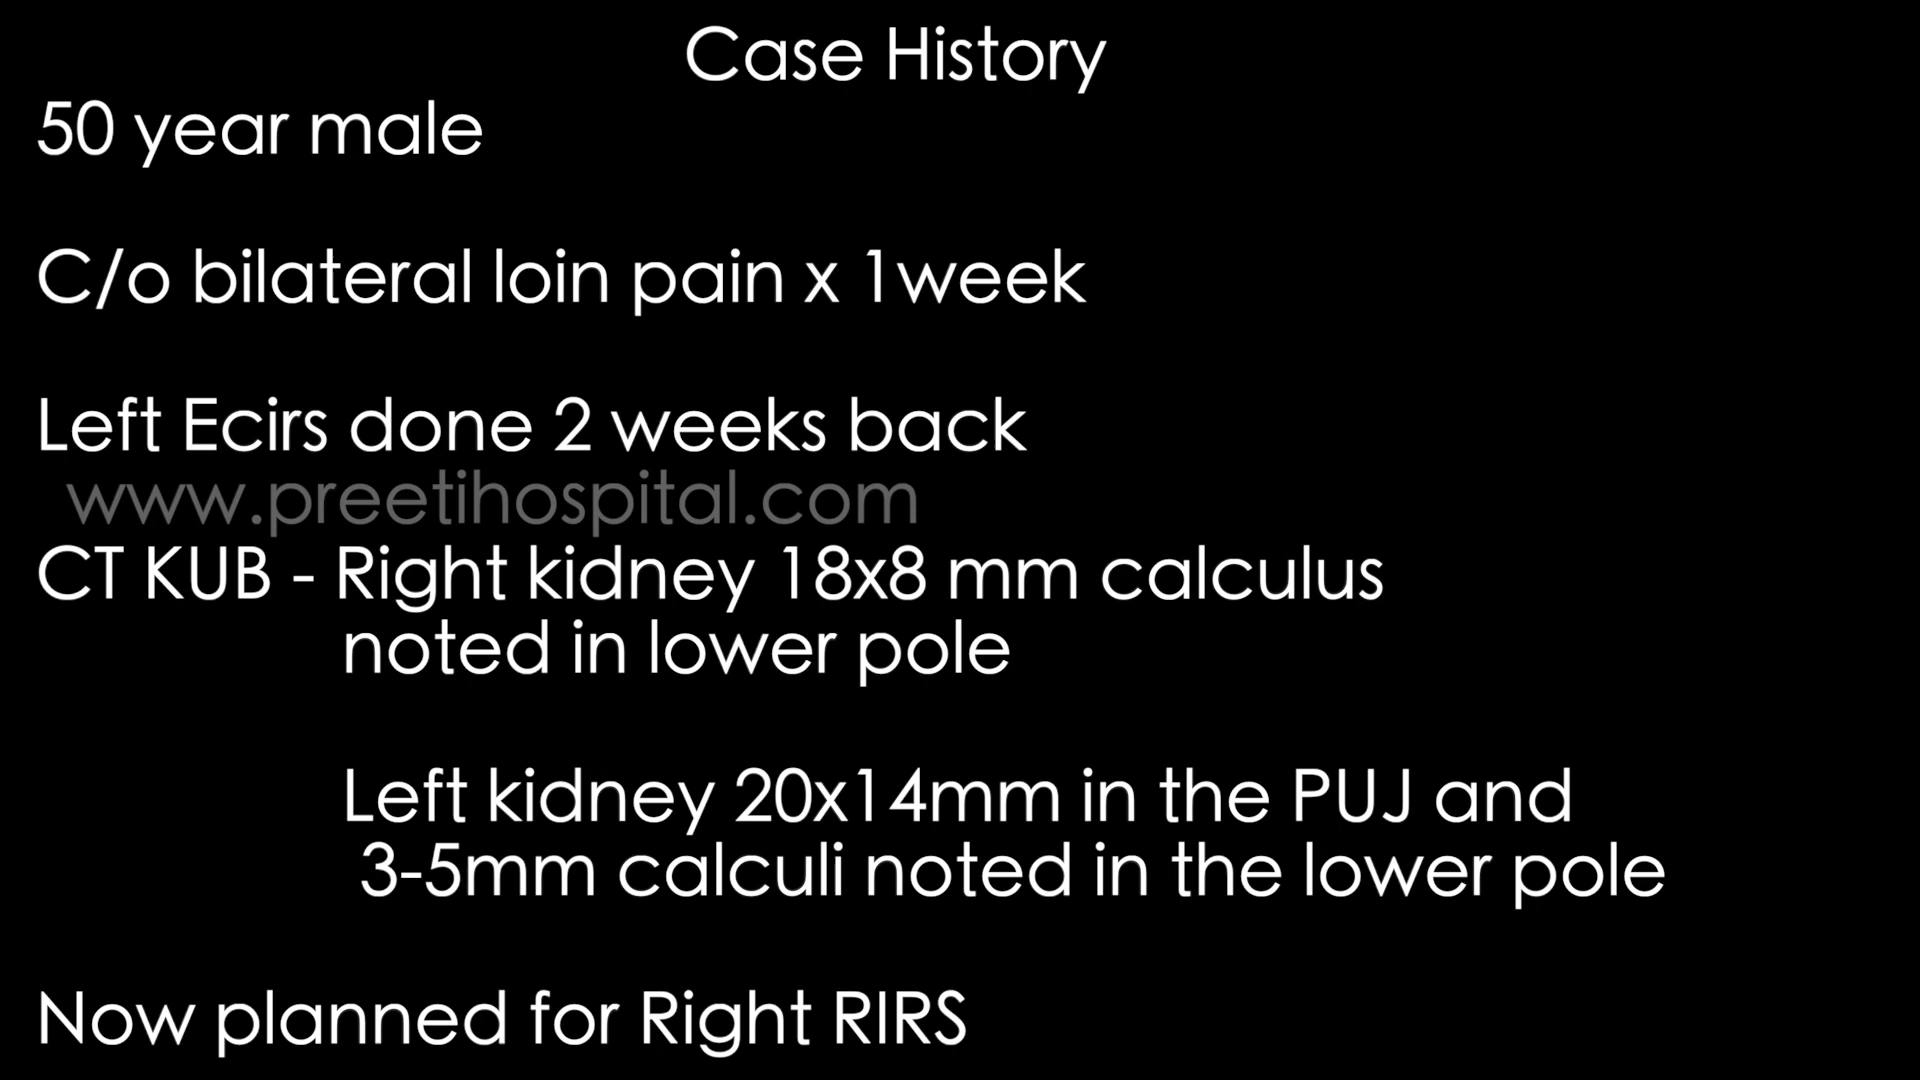 Case History
50 year male
C/o bilateral loin pain x 1week
Left Ecirs done 2 weeks back
www.preetihospital.com
CT KUB - Right kidney 18x8 mm calculus
noted in lower pole
Left kidney 20x14mm in the PUJ and
3-5mm calculi noted in the lower pole
Now planned for Right RIRS